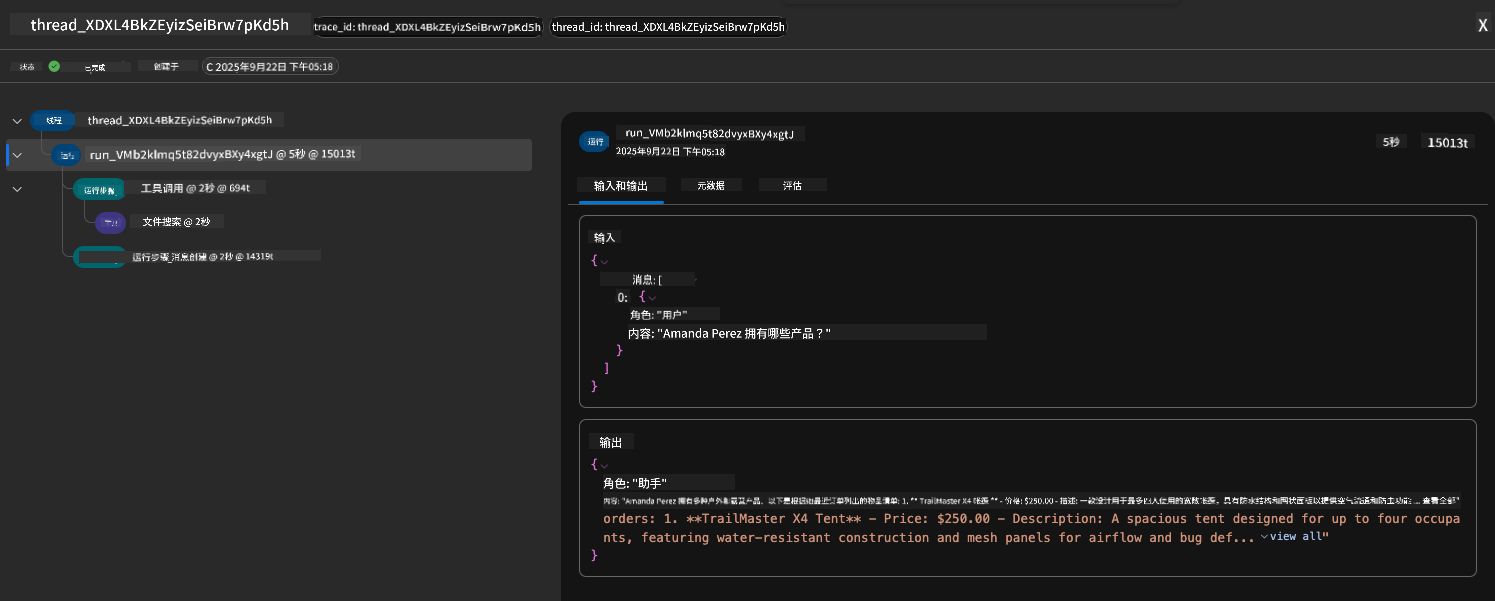 thread_XDXL4BkZEyizSeiBrw7pKd5h trace_id: thread_XDXL4BkZEyizSeiBrw7pKd5h thread_id: thread_XDXL4BkZEyizSeiBrw7pKd5h X
状态 已完成 创建于 C 2025年9月22日 下午05:18
线程 thread_XDXL4BkZEyizSeiBrw7pKd5h
运行 run_VMb2klmq5t82dvyxBXy4xgtJ @ 5秒 @ 15013t
运行步骤 工具调用 @ 2秒 @ 694t
工具 文件搜索 @ 2秒
运行步骤 消息创建 @ 2秒 @ 14319t
运行 run_VMb2klmq5t82dvyxBXy4xgtJ
2025年9月22日 下午05:18
5秒 15013t
输入和输出 元数据 评估
输入
{
消息: [
0: {
角色: "用户"
内容: "Amanda Perez 拥有哪些产品？"
}
]
}
输出
{
角色: "助手"
内容: "Amanda Perez 拥有多种户外和露营产品。以下是根据她最近订单列出的物品清单: 1. ** TrailMaster X4 帐篷 ** - 价格: $250.00 - 描述: 一款设计用于最多四人使用的宽敞帐篷，具有防水结构和网状面板以提供空气流通和防虫功能 ... 查看全部"
orders: 1. **TrailMaster X4 Tent** - Price: $250.00 - Description: A spacious tent designed for up to four occupa
nts, featuring water-resistant construction and mesh panels for airflow and bug def... view all"
}